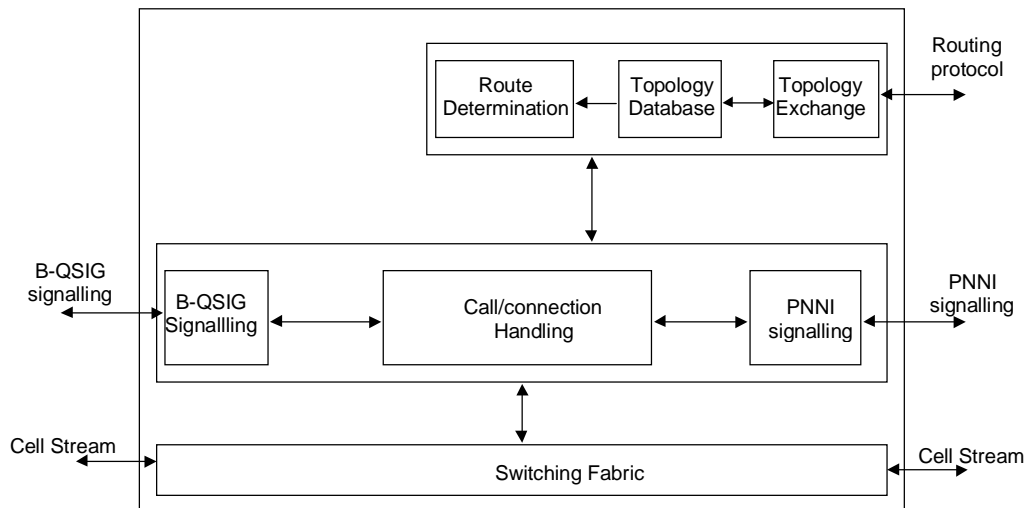 Routing
protocol
Route
Determination
Topology
Database
Topology
Exchange
B-QSIG
signalling
B-QSIG
Signallling
Call/connection
Handling
PNNI
signalling
PNNI
signalling
Cell Stream
Switching Fabric
Cell Stream